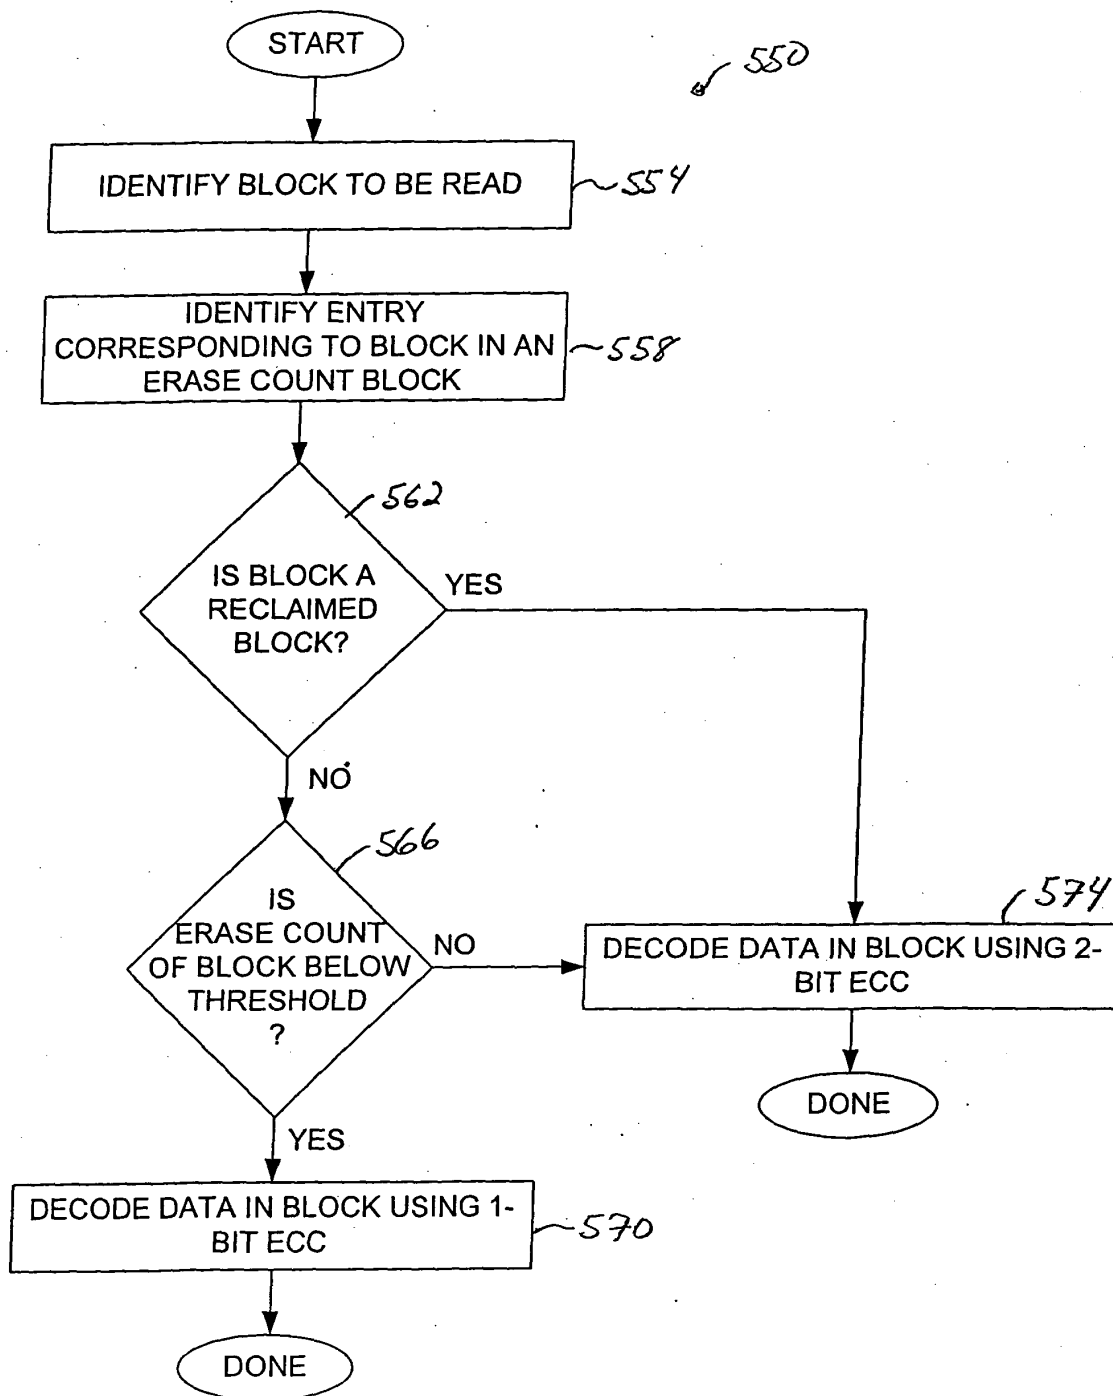 START
550
IDENTIFY BLOCK TO BE READ
554
IDENTIFY ENTRY
CORRESPONDING TO BLOCK IN AN
ERASE COUNT BLOCK
558
562
IS BLOCK A
RECLAIMED
BLOCK?
YES
NO
566
IS
ERASE COUNT
OF BLOCK BELOW
THRESHOLD
?
NO
574
DECODE DATA IN BLOCK USING 2-
BIT ECC
DONE
YES
DECODE DATA IN BLOCK USING 1-
BIT ECC
570
DONE